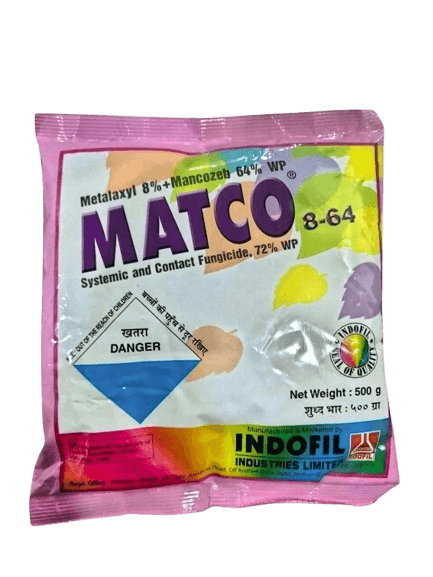 Metalaxyl 8%+Mancozeb 64% WP
MATCO® 8-64
Systemic and Contact Fungicide, 72% WP
OUT OF THE REACH OF CHILDREN
बच्चों की पहुँच से दूर रखिए
खतरा
DANGER
INDOFIL
SEAL OF QUALITY
Net Weight : 500 g
शुध्द भार : ५०० ग्रा
Manufactured & Marketed By
INDOFIL
INDUSTRIES LIMITED
INDOFIL